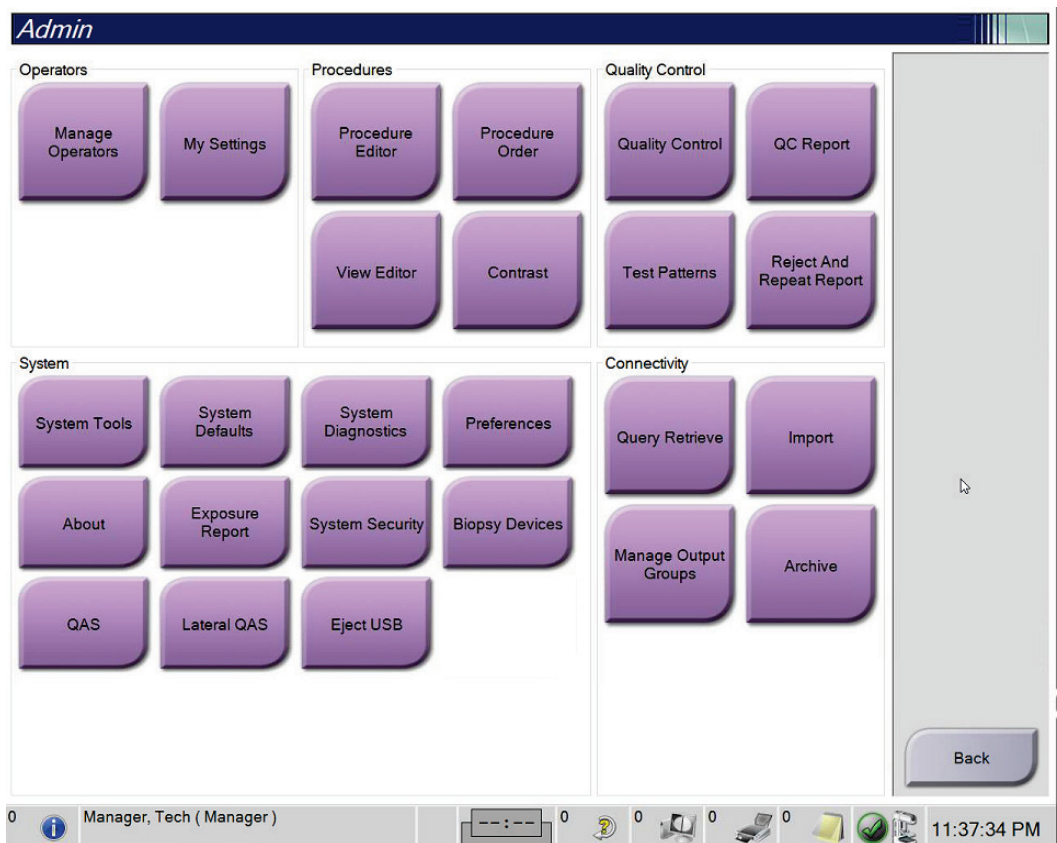 Admin
Operators
Manage
Operators
My Settings
Procedures
Procedure
Editor
Procedure
Order
View Editor
Contrast
Quality Control
Quality Control
QC Report
Test Patterns
Reject And
Repeat Report
System
System Tools
System
Defaults
System
Diagnostics
Preferences
About
Exposure
Report
System Security
Biopsy Devices
QAS
Lateral QAS
Eject USB
Connectivity
Query Retrieve
Import
Manage Output
Groups
Archive
Back
0
Manager, Tech ( Manager )
--:--
0
0
0
0
11:37:34 PM